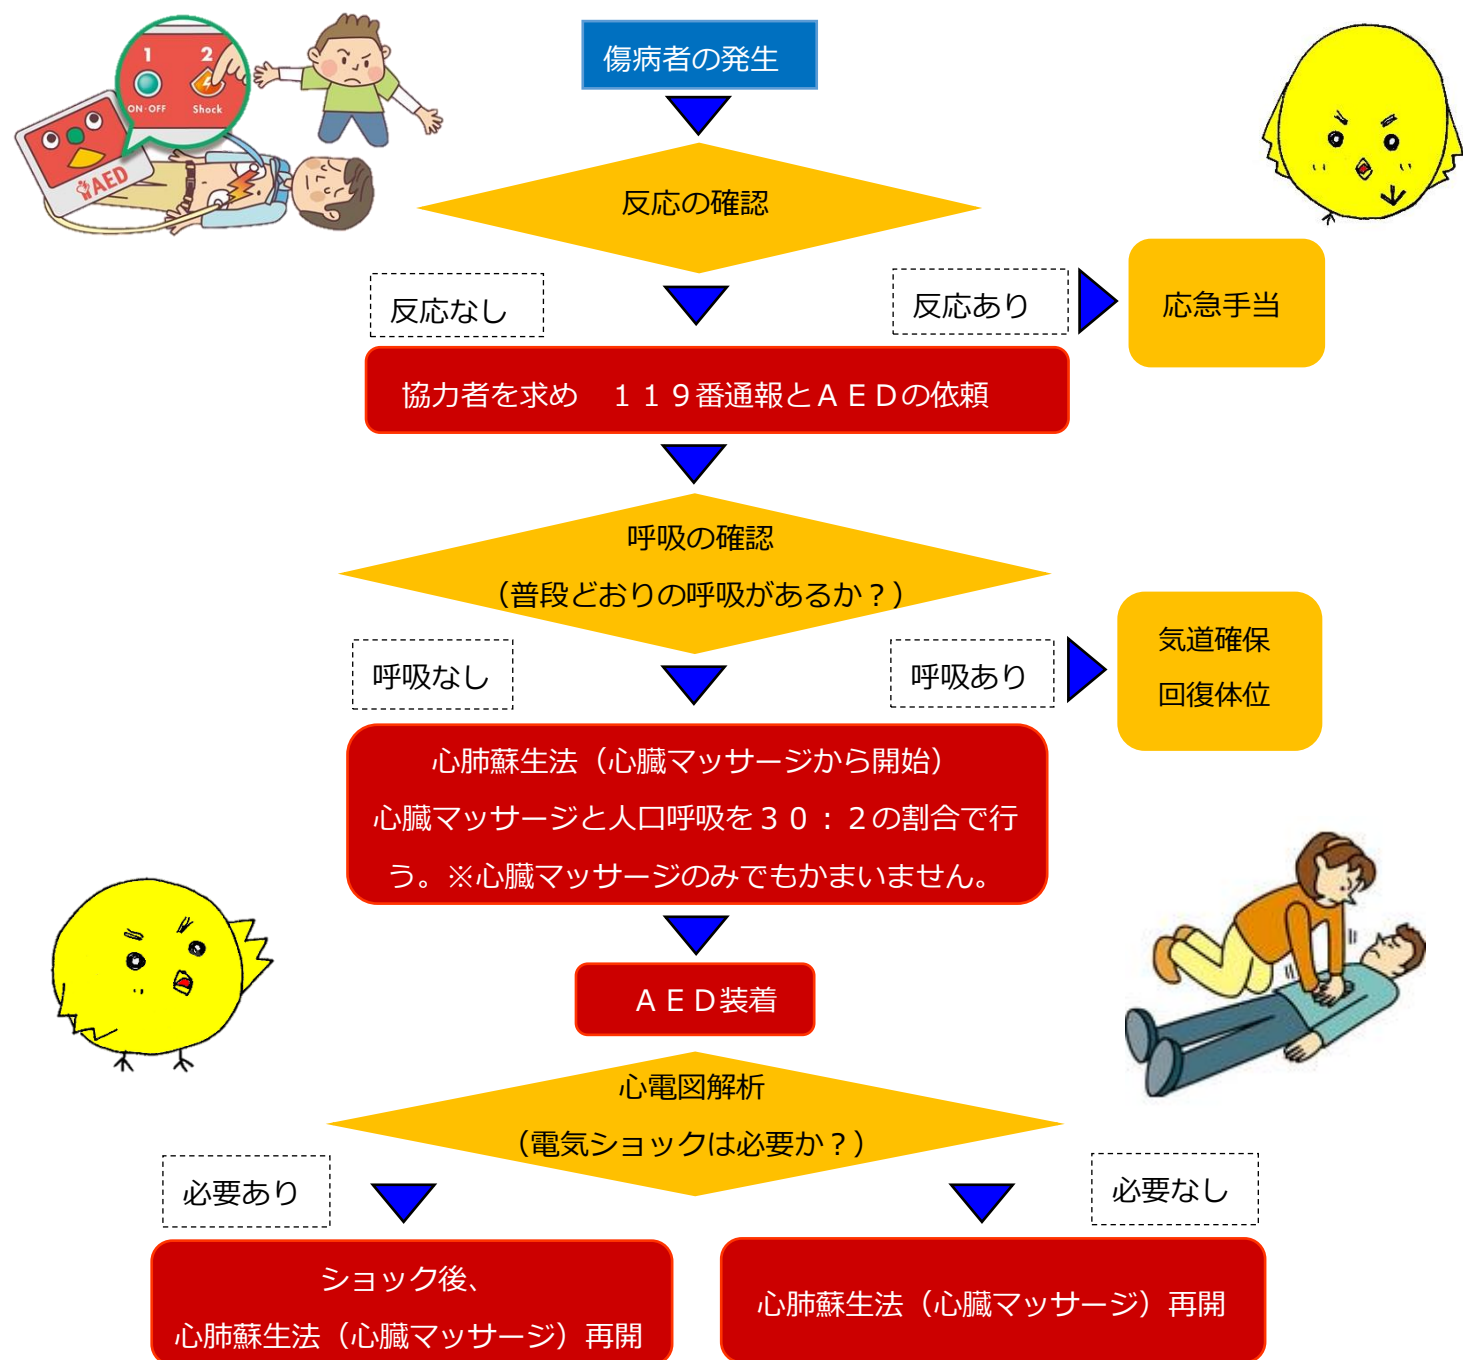 傷病者の発生
1 2
ON・OFF Shock
AED
反応の確認
反応なし
反応あり
応急手当
協力者を求め　１１９番通報とＡＥＤの依頼
呼吸の確認
（普段どおりの呼吸があるか？）
呼吸なし
呼吸あり
気道確保
回復体位
心肺蘇生法（心臓マッサージから開始）
心臓マッサージと人口呼吸を３０：２の割合で行
う。※心臓マッサージのみでもかまいません。
ＡＥＤ装着
心電図解析
（電気ショックは必要か？）
必要あり
必要なし
ショック後、
心肺蘇生法（心臓マッサージ）再開
心肺蘇生法（心臓マッサージ）再開